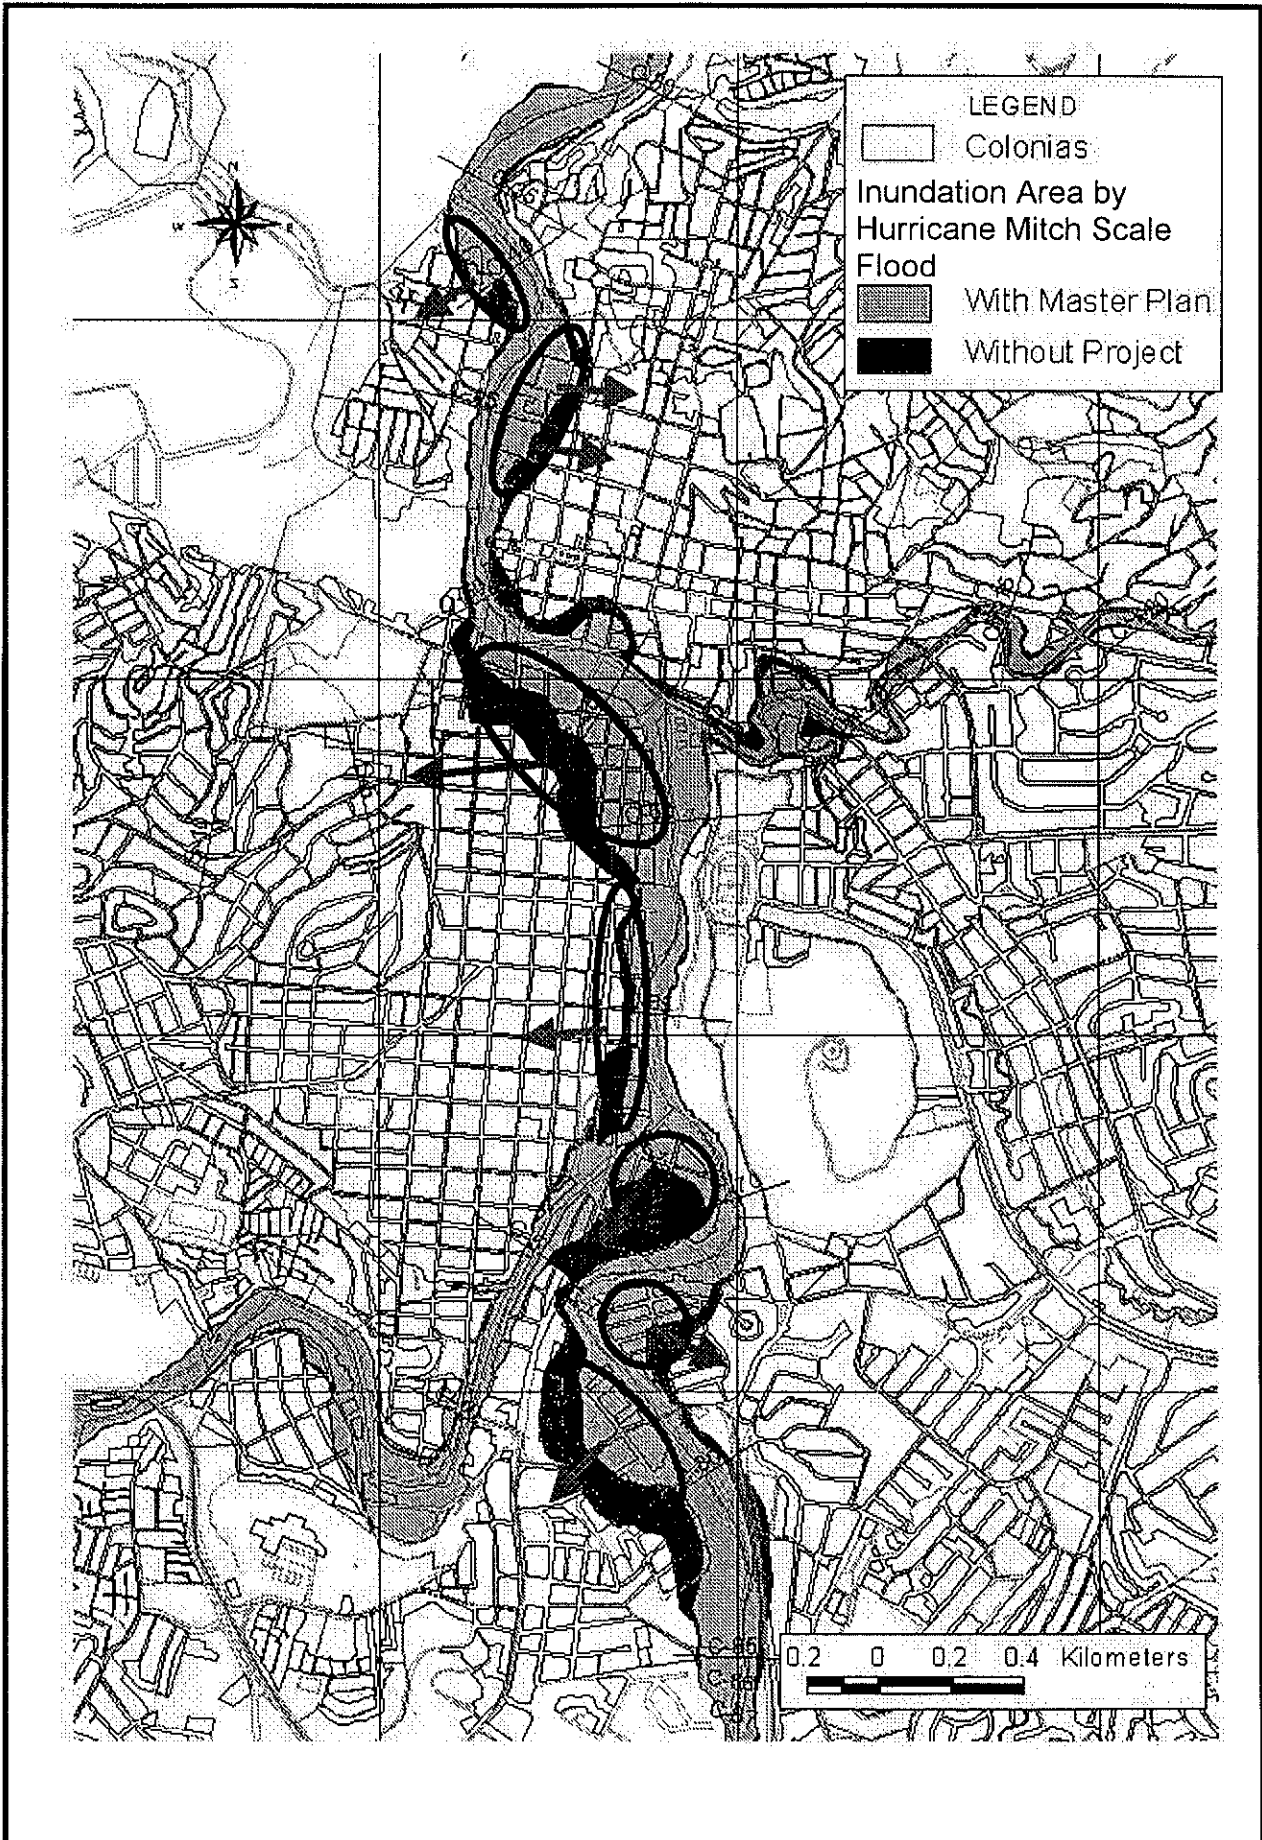 LEGEND
Colonias
Inundation Area by
Hurricane Mitch Scale
Flood
With Master Plan
Without Project
N
W
E
S
C-85
0.2 0 0.2 0.4 Kilometers